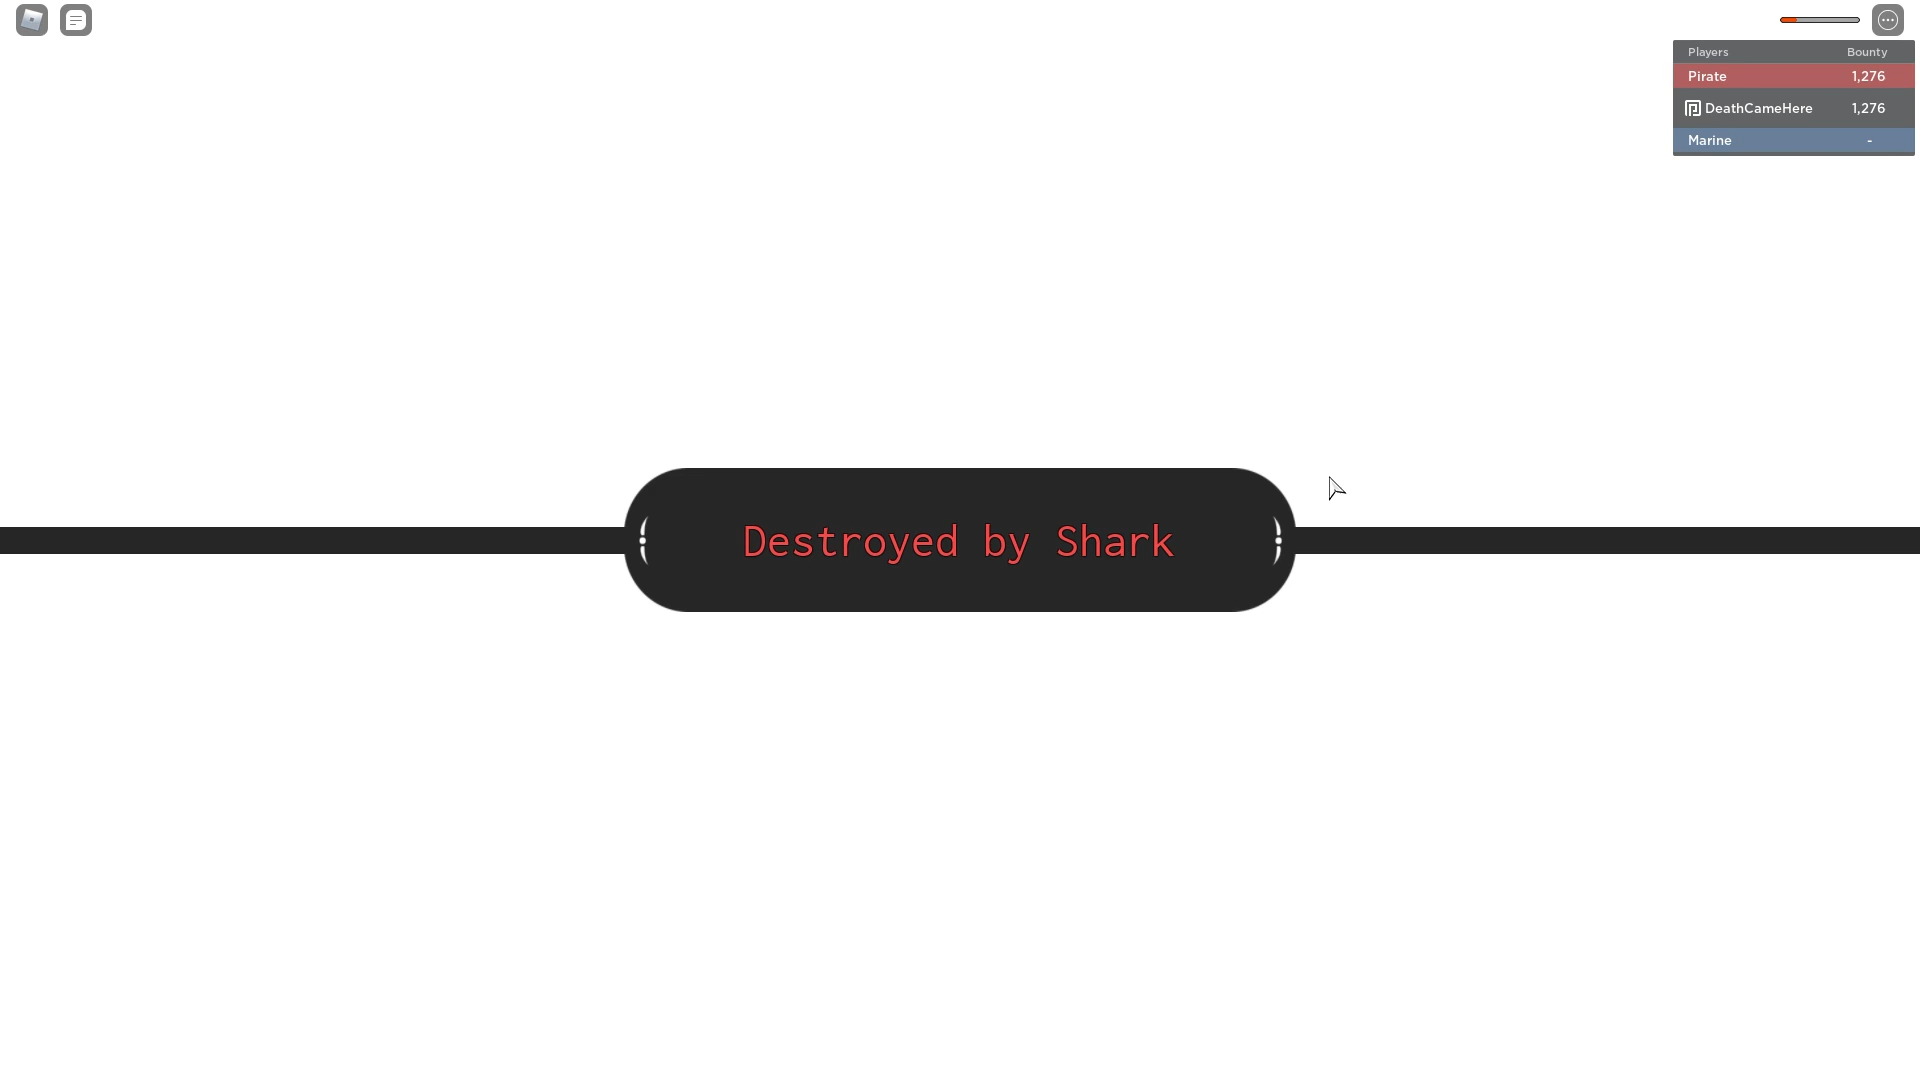 Players Bounty
Pirate 1,276
DeathCameHere 1,276
Marine -
Destroyed by Shark